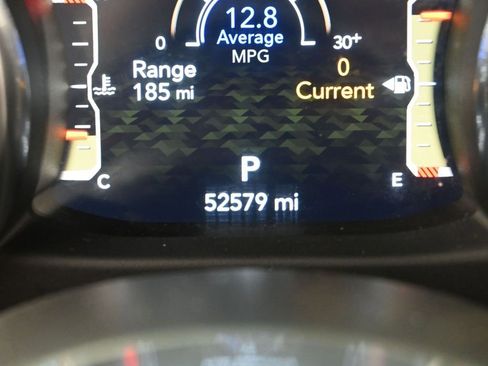 12.8
Average
MPG
0
30+
Range
185 mi
0
Current
P
C
E
52579 mi